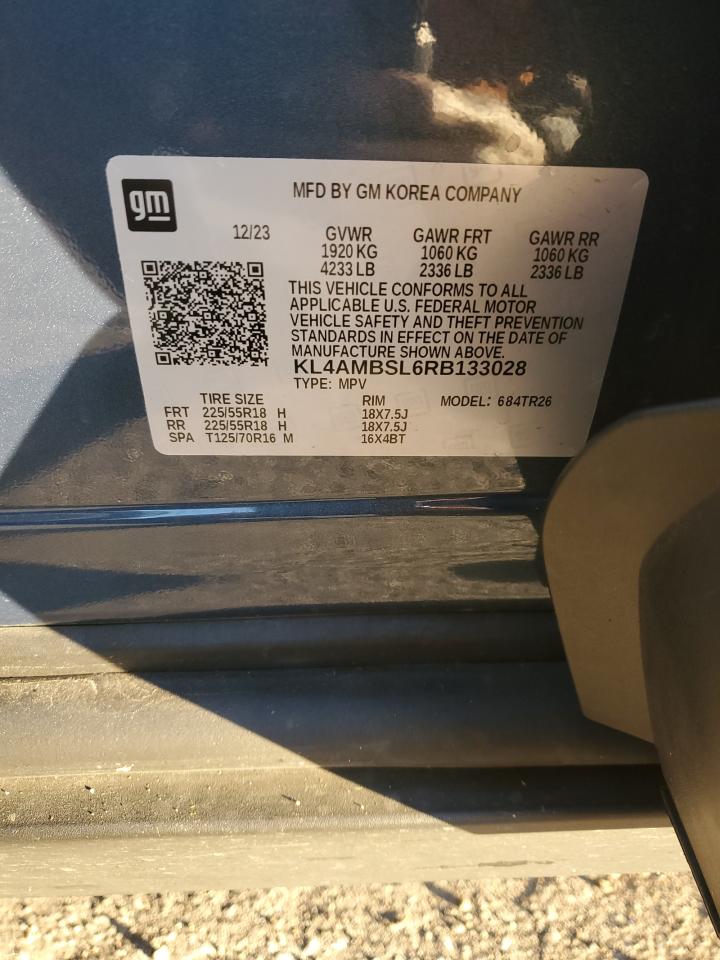 gm
MFD BY GM KOREA COMPANY
12/23 GVWR GAWR FRT GAWR RR
1920 KG 1060 KG 1060 KG
4233 LB 2336 LB 2336 LB
THIS VEHICLE CONFORMS TO ALL
APPLICABLE U.S. FEDERAL MOTOR
VEHICLE SAFETY AND THEFT PREVENTION
STANDARDS IN EFFECT ON THE DATE OF
MANUFACTURE SHOWN ABOVE.
KL4AMBSL6RB133028
TYPE: MPV
TIRE SIZE RIM MODEL: 684TR26
FRT 225/55R18 H 18X7.5J
RR 225/55R18 H 18X7.5J
SPA T125/70R16 M 16X4BT